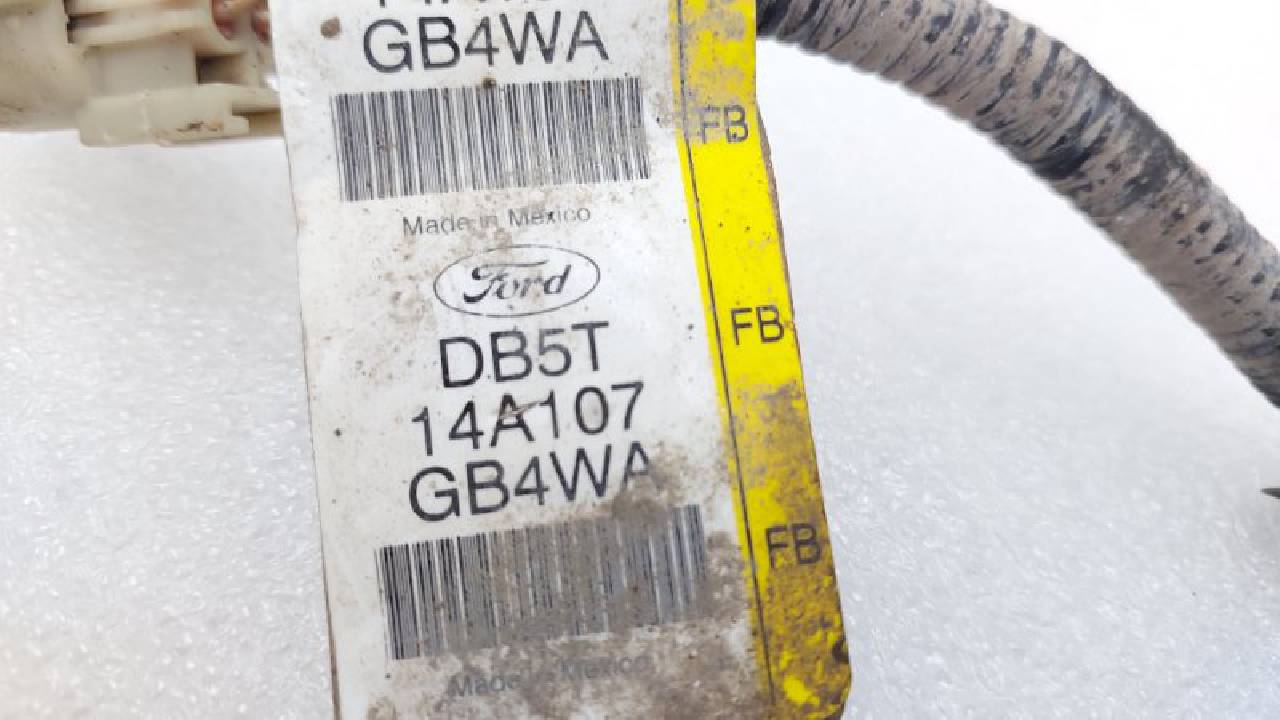 GB4WA
FB
Made in Mexico
Ford
DB5T
FB
14A107
GB4WA
FB
Made in Mexico